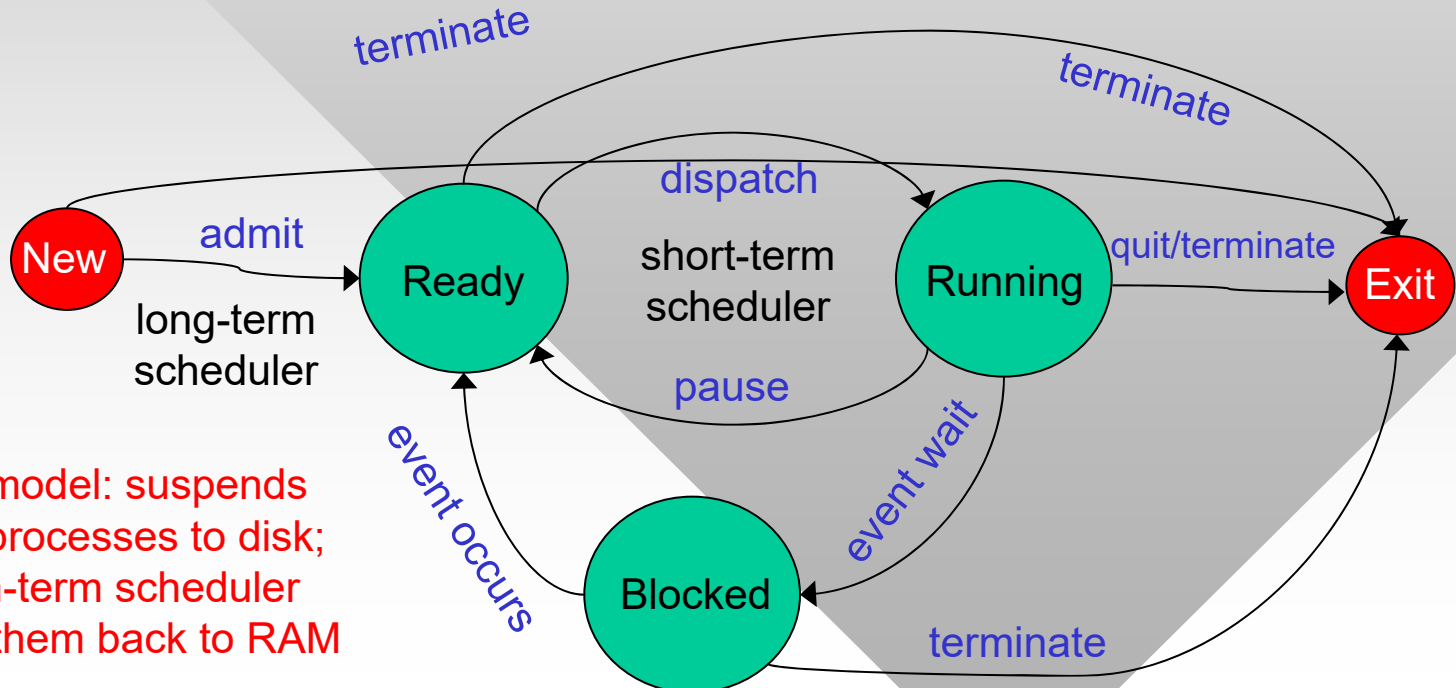 terminate
terminate
dispatch
admit
quit/terminate
New
Ready
short-term
scheduler
Running
Exit
long-term
scheduler
pause
event occurs
event wait
model: suspends
processes to disk;
-term scheduler
them back to RAM
Blocked
terminate